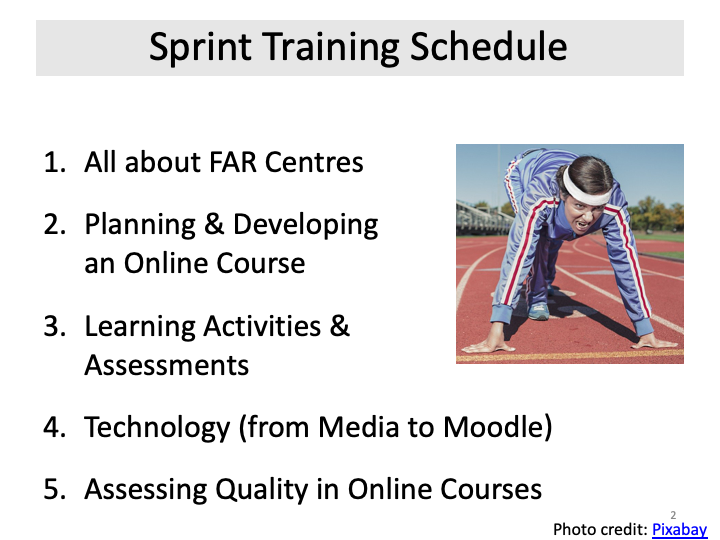 Sprint Training Schedule
1. All about FAR Centres
2. Planning & Developing
an Online Course
3. Learning Activities &
Assessments
4. Technology (from Media to Moodle)
5. Assessing Quality in Online Courses
2
Photo credit: Pixabay